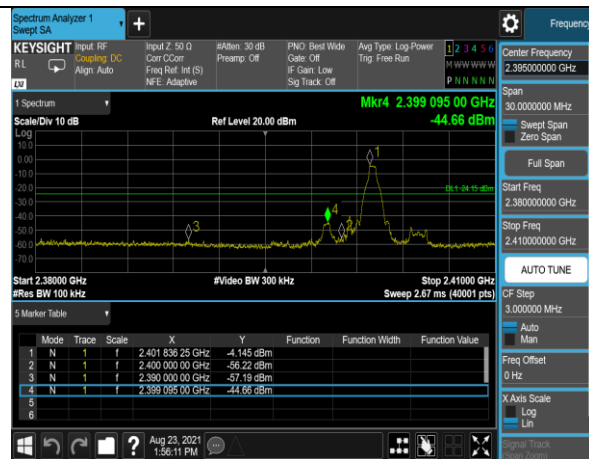 Spectrum Analyzer 1
Swept SA
+
Frequency
KEYSIGHT
RL
LXI
Input: RF
Coupling: DC
Align: Auto
Input Z: 50 Ω
Corr CCorr
Freq Ref: Int (S)
NFE: Adaptive
#Atten: 30 dB
Preamp: Off
PNO: Best Wide
Gate: Off
IF Gain: Low
Sig Track: Off
Avg Type: Log-Power
Trig: Free Run
1 2 3 4 5 6
M W W W W W
P N N N N N
Center Frequency
2.395000000 GHz
Span
30.0000000 MHz
Swept Span
Zero Span
Full Span
Start Freq
2.380000000 GHz
Stop Freq
2.410000000 GHz
AUTO TUNE
CF Step
3.000000 MHz
Auto
Man
Freq Offset
0 Hz
X Axis Scale
Log
Lin
Signal Track
(Span Zoom)
1 Spectrum
Mkr4 2.399 095 00 GHz
Scale/Div 10 dB
Ref Level 20.00 dBm
-44.66 dBm
Log
10.0
0.00
-10.0
-20.0
-30.0
-40.0
-50.0
-60.0
-70.0
1
DL1 -24.15 dBm
4
2
3
Start 2.38000 GHz
#Video BW 300 kHz
Stop 2.41000 GHz
#Res BW 100 kHz
Sweep 2.67 ms (40001 pts)
5 Marker Table
Mode Trace Scale X Y Function Function Width Function Value
1 N 1 f 2.401 836 25 GHz -4.145 dBm
2 N 1 f 2.400 000 00 GHz -56.22 dBm
3 N 1 f 2.390 000 00 GHz -57.19 dBm
4 N 1 f 2.399 095 00 GHz -44.66 dBm
5
6
?
Aug 23, 2021
1:56:11 PM